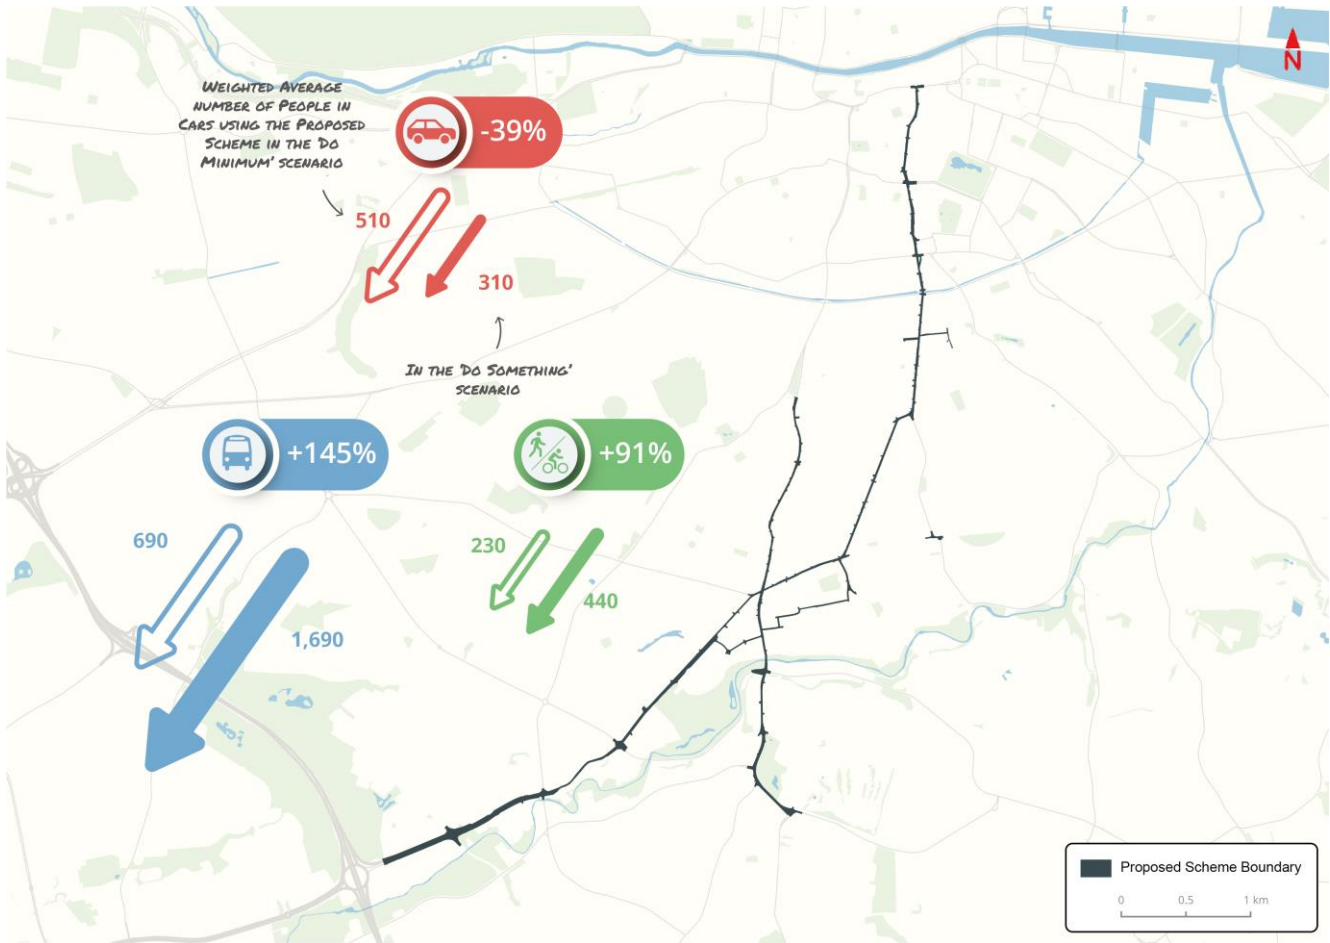 N
WEIGHTED AVERAGE
NUMBER OF PEOPLE IN
CARS USING THE PROPOSED
SCHEME IN THE 'DO
MINIMUM' SCENARIO
-39%
510
310
IN THE 'DO SOMETHING'
SCENARIO
+145%
690
1,690
+91%
230
440
Proposed Scheme Boundary
0 0.5 1 km